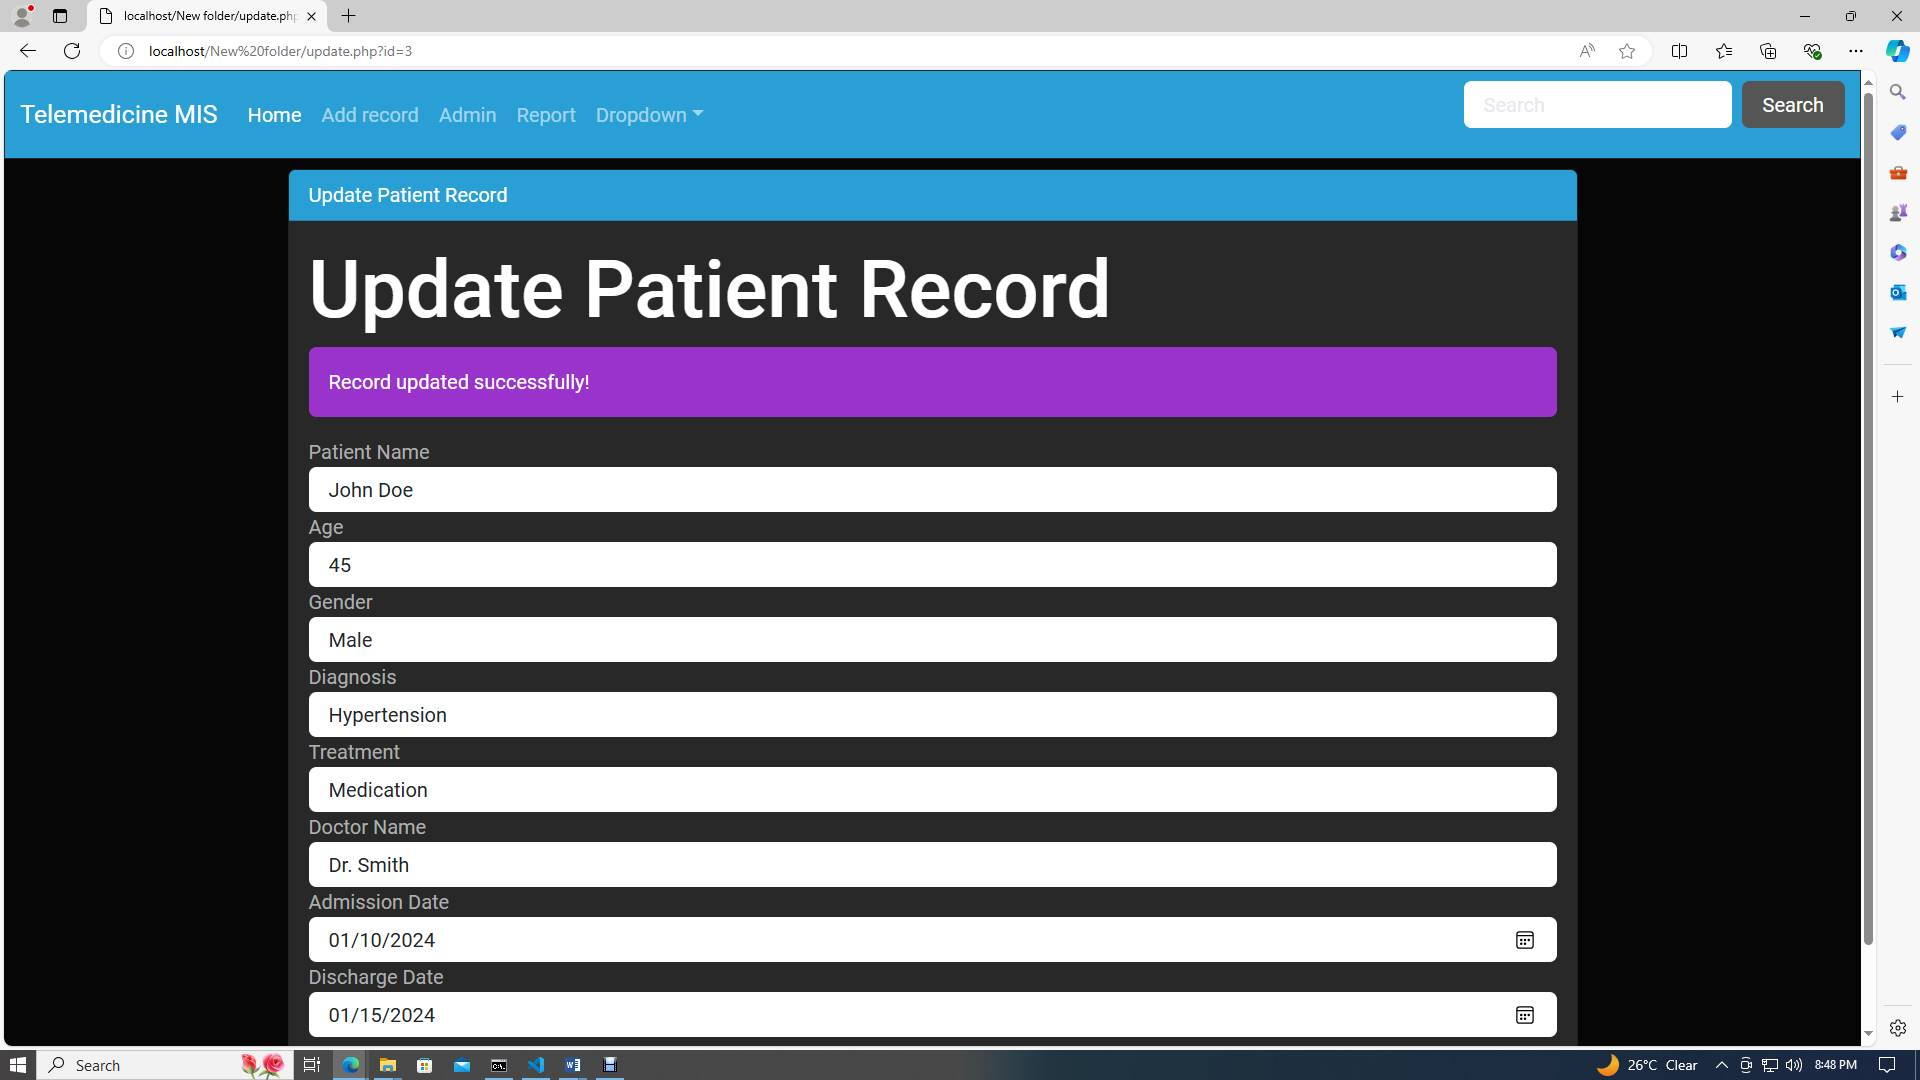 localhost/New folder/update.php
localhost/New%20folder/update.php?id=3
Telemedicine MIS
Home
Add record
Admin
Report
Dropdown
Search
Search
Update Patient Record
Update Patient Record
Record updated successfully!
Patient Name
John Doe
Age
45
Gender
Male
Diagnosis
Hypertension
Treatment
Medication
Doctor Name
Dr. Smith
Admission Date
01/10/2024
Discharge Date
01/15/2024
Search
26°C Clear
8:48 PM